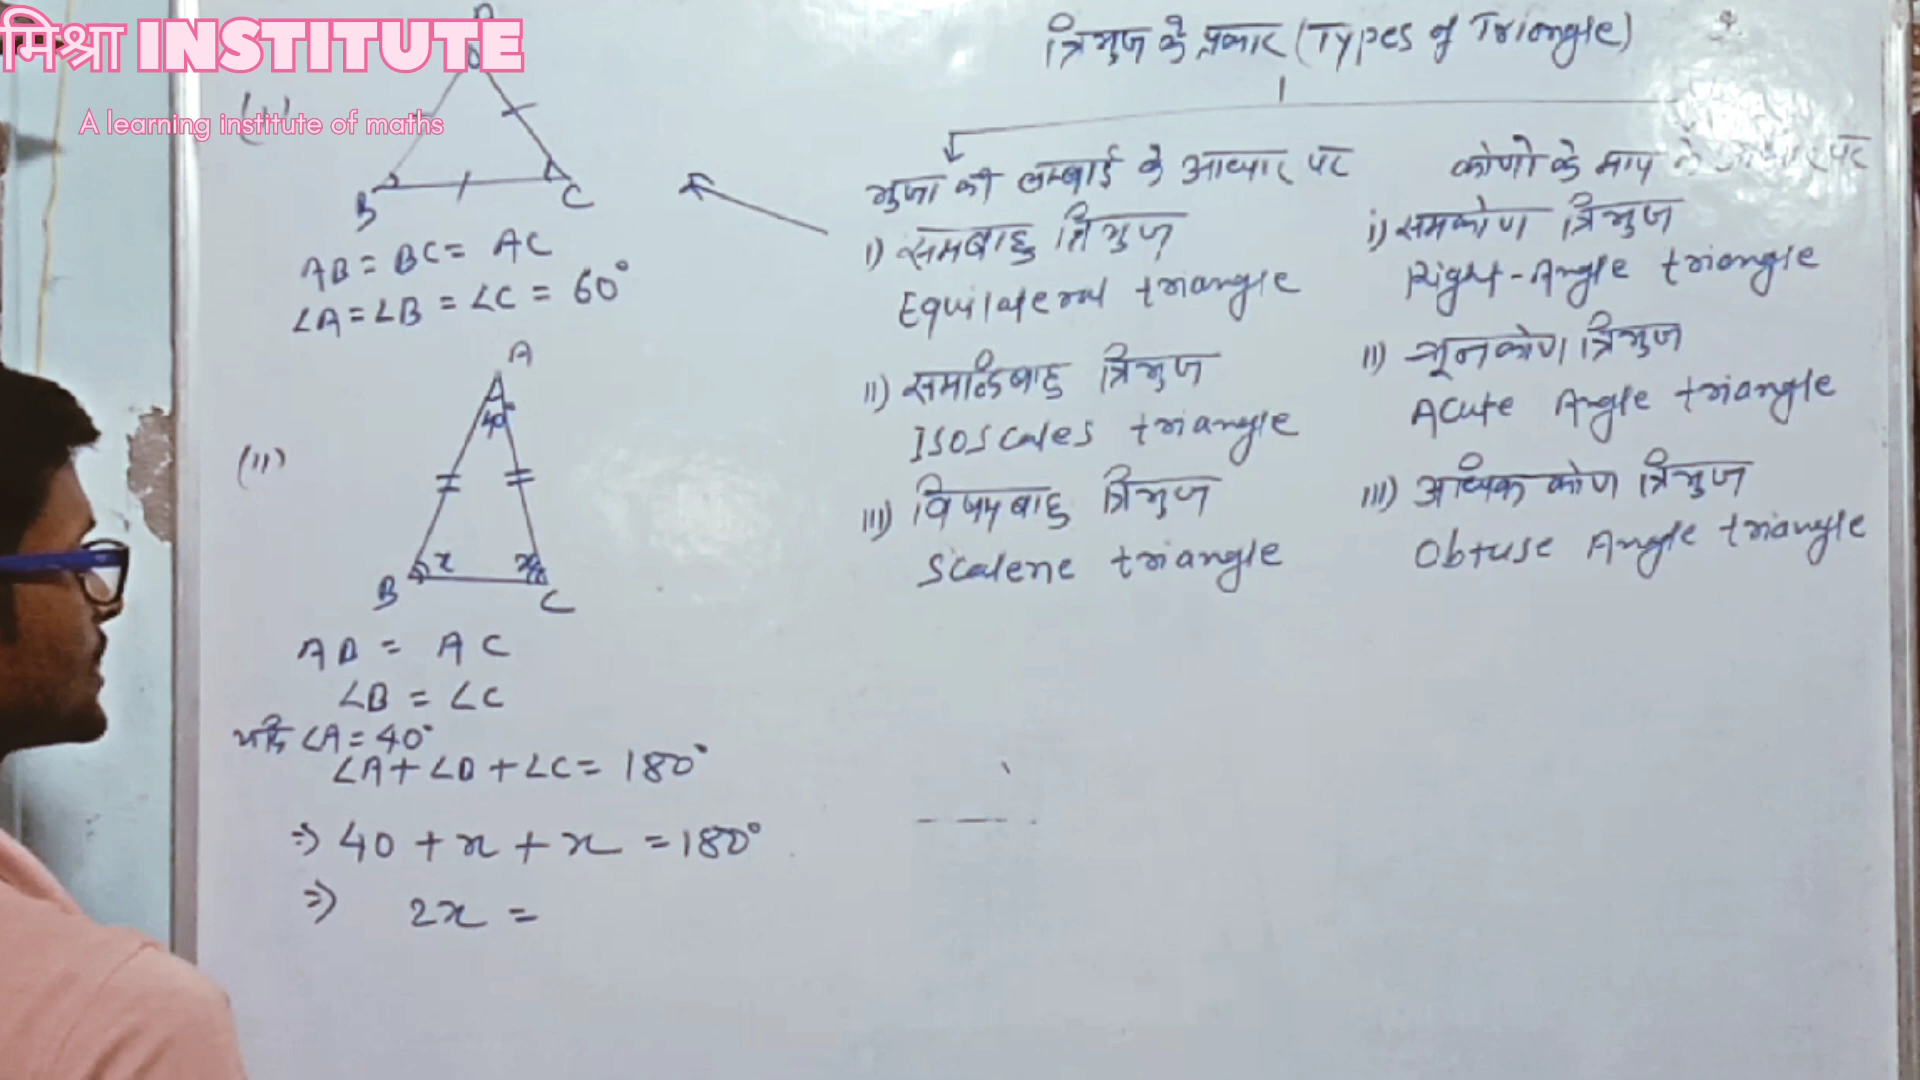 मिश्रा INSTITUTE
A learning institute of maths
B
C
AB = BC = AC
∠A = ∠B = ∠C = 60°
(ii)
A
40°
x
x
B
C
AB = AC
∠B = ∠C
यदि ∠A = 40°
∠A + ∠B + ∠C = 180°
⇒ 40 + x + x = 180°
⇒ 2x =
त्रिभुज के प्रकार (Types of Triangle)
भुजा की लम्बाई के आधार पर
i) समबाहु त्रिभुज
Equilateral triangle
ii) समद्विबाहु त्रिभुज
Isoscales triangle
iii) विषमबाहु त्रिभुज
Scalene triangle
कोणों के माप के आधार पर
i) समकोण त्रिभुज
Right-Angle triangle
ii) न्यूनकोण त्रिभुज
Acute Angle triangle
iii) अधिक कोण त्रिभुज
Obtuse Angle triangle